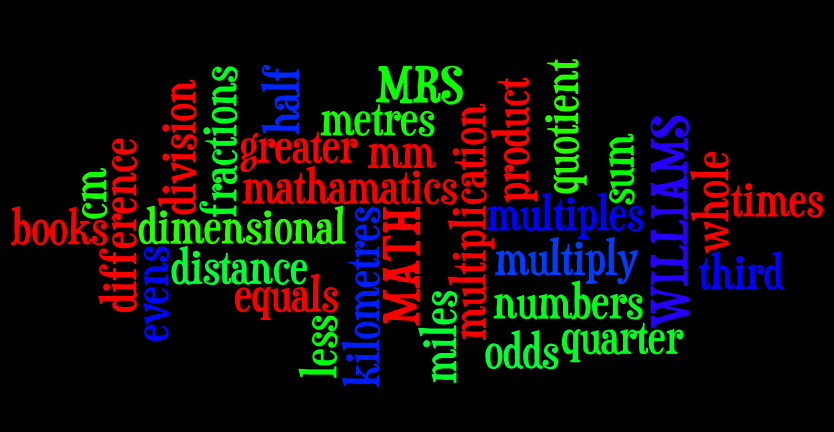 MRS
half
division
fractions
metres
product
quotient
greater
mm
multiplication
sum
WILLIAMS
whole
cm
difference
mathamatics
times
books
dimensional
kilometres
MATH
multiples
evens
distance
multiply
third
equals
miles
numbers
less
odds
quarter